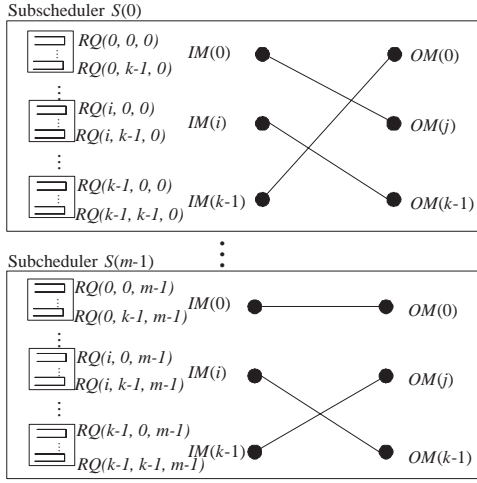 Subscheduler S(0)
RQ(0, 0, 0)
RQ(0, k-1, 0)
IM(0)
OM(0)
RQ(i, 0, 0)
RQ(i, k-1, 0)
IM(i)
OM(j)
RQ(k-1, 0, 0)
RQ(k-1, k-1, 0)
IM(k-1)
OM(k-1)
Subcheduler S(m-1)
RQ(0, 0, m-1)
RQ(0, k-1, m-1)
IM(0)
OM(0)
RQ(i, 0, m-1)
RQ(i, k-1, m-1)
IM(i)
OM(j)
RQ(k-1, 0, m-1)
RQ(k-1, k-1, m-1)
IM(k-1)
OM(k-1)